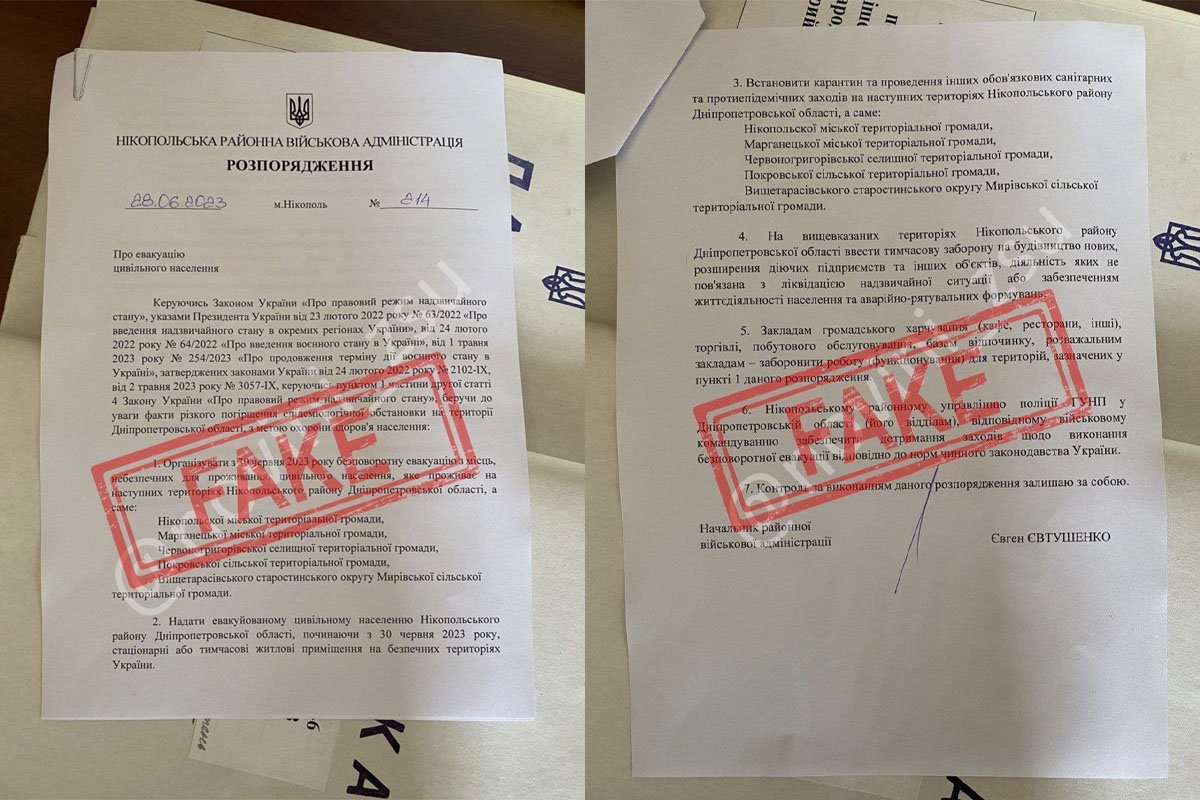 НІКОПОЛЬСЬКА РАЙОННА ВІЙСЬКОВА АДМІНІСТРАЦІЯ
РОЗПОРЯДЖЕННЯ
28.06.2023 м.Нікополь № 214
Про евакуацію
цивільного населення
Керуючись Законом України «Про правовий режим надзвичайного
стану», указами Президента України від 23 лютого 2022 року № 63/2022 «Про
введення надзвичайного стану в окремих регіонах України», від 24 лютого
2022 року № 64/2022 «Про введення воєнного стану в Україні», від 1 травня
2023 року № 254/2023 «Про продовження терміну дії воєнного стану в
Україні», затверджених законами України від 24 лютого 2022 року № 2102-IX,
від 2 травня 2023 року № 3057-IX, керуючись пунктом 1 частини другої статті
4 Закону України «Про правовий режим надзвичайного стану», беручи до
уваги факти різкого погіршення епідеміологічної обстановки на території
Дніпропетровської області, з метою охорони здоров'я населення:
1. Організувати з 30 червня 2023 року безповоротну евакуацію з місць,
небезпечних для проживання, цивільного населення, яке проживає на
наступних територіях Нікопольського району Дніпропетровської області, а
саме:
Нікопольскої міської територіальної громади,
Марганецької міської територіальної громади,
Червоногригорівської селищної територіальної громади,
Покровської сільської територіальної громади,
Вищетарасівського старостинського округу Мирівської сільської
територіальної громади.
2. Надати евакуйованому цивільному населенню Нікопольського
району Дніпропетровської області, починаючи з 30 червня 2023 року,
стаціонарні або тимчасові житлові приміщення на безпечних територіях
України.
FAKE
3. Встановити карантин та проведення інших обов'язкових санітарних
та протиепідемічних заходів на наступних територіях Нікопольського району
Дніпропетровської області, а саме:
Нікопольскої міської територіальної громади,
Марганецької міської територіальної громади,
Червоногригорівської селищної територіальної громади,
Покровської сільської територіальної громади,
Вищетарасівського старостинського округу Мирівської сільської
територіальної громади.
4. На вищевказаних територіях Нікопольського району
Дніпропетровської області ввести тимчасову заборону на будівництво нових,
розширення діючих підприємств та інших об'єктів, діяльність яких не
пов'язана з ліквідацією надзвичайної ситуації або забезпеченням
життєдіяльності населення та аварійно-рятувальних формувань.
5. Закладам громадського харчування (кафе, ресторани, інші),
торгівлі, побутового обслуговування, базам відпочинку, розважальним
закладам – заборонити роботу (функціонування) для територій, зазначених у
пункті 1 даного розпорядження.
6. Нікопольському районному управлінню поліції ГУНП у
Дніпропетровській області (його відділам), відповідному військовому
командуванню забезпечити дотримання заходів щодо виконання
безповоротної евакуації відповідно до норм чинного законодавства України.
7. Контроль за виконанням даного розпорядження залишаю за собою.
Начальник районної
військової адміністрації Євген ЄВТУШЕНКО
FAKE